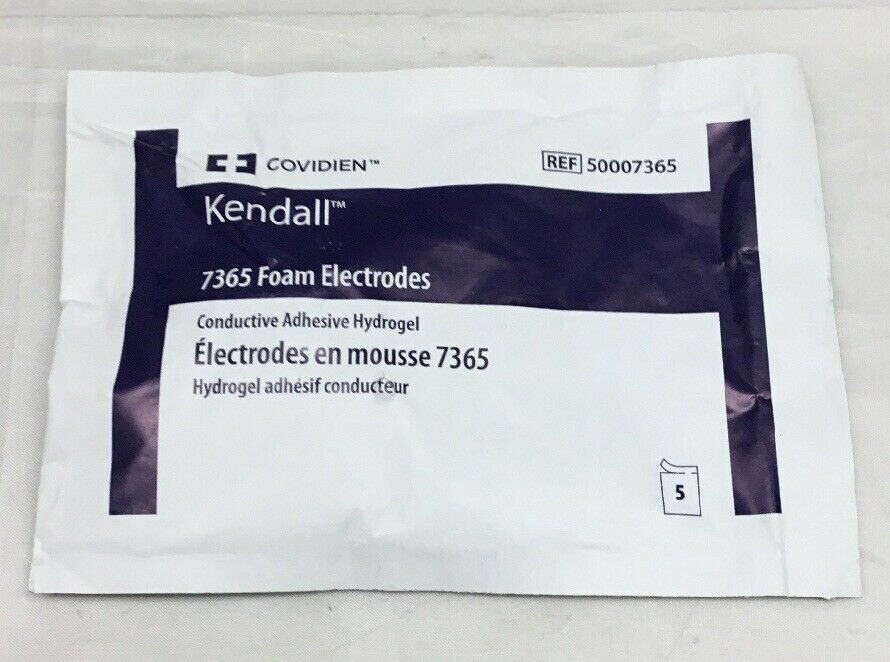 COVIDIEN™
REF 50007365
Kendall™
7365 Foam Electrodes
Conductive Adhesive Hydrogel
Électrodes en mousse 7365
Hydrogel adhésif conducteur
5